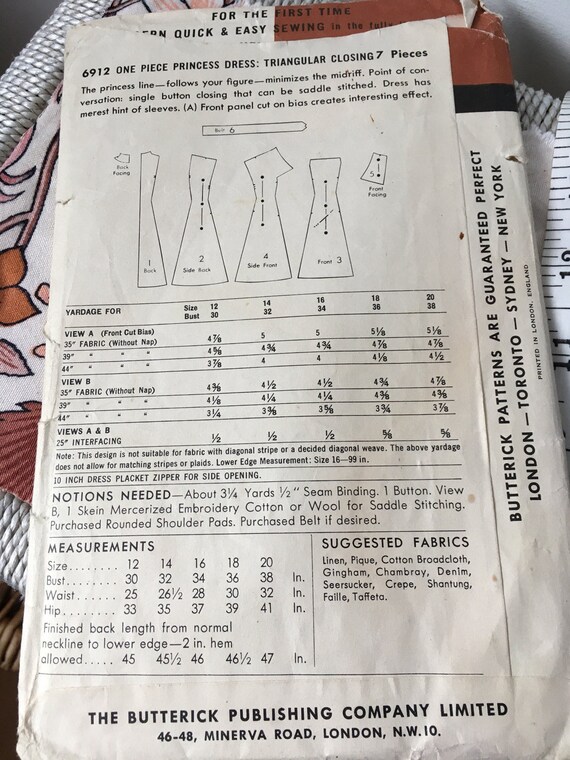 FOR THE FIRST TIME
ERN QUICK & EASY SEWING in the fully
6912 ONE PIECE PRINCESS DRESS: TRIANGULAR CLOSING 7 Pieces
The princess line—follows your figure—minimizes the midriff. Point of con-
versation: single button closing that can be saddle stitched. Dress has
merest hint of sleeves. (A) Front panel cut on bias creates interesting effect.
Belt 6
Back Facing
1 Back
2 Side Back
4 Side Front
Front 3
5 Front Facing
YARDAGE FOR Size 12 14 16 18 20
Bust 30 32 34 36 38
VIEW A (Front Cut Bias)
35" FABRIC (Without Nap) 4⅞ 5 5 5⅛ 5⅛
39" " " " 4⅝ 4¾ 4¾ 4⅞ 4⅞
44" " " " 3⅞ 4 4 4⅛ 4½
VIEW B
35" FABRIC (Without Nap) 4⅜ 4½ 4½ 4¾ 4⅞
39" " " " 4⅛ 4¼ 4¼ 4⅜ 4⅜
44" " " " 3¼ 3⅜ 3⅝ 3¾ 3⅞
VIEWS A & B
25" INTERFACING ½ ½ ½ ⅝ ⅝
Note: This design is not suitable for fabric with diagonal stripe or a decided diagonal weave. The above yardage
does not allow for matching stripes or plaids. Lower Edge Measurement: Size 16—99 in.
10 INCH DRESS PLACKET ZIPPER FOR SIDE OPENING.
NOTIONS NEEDED—About 3¼ Yards ½" Seam Binding. 1 Button. View
B, 1 Skein Mercerized Embroidery Cotton or Wool for Saddle Stitching.
Purchased Rounded Shoulder Pads. Purchased Belt if desired.
MEASUREMENTS
Size........ 12 14 16 18 20
Bust........ 30 32 34 36 38 In.
Waist...... 25 26½ 28 30 32 In.
Hip......... 33 35 37 39 41 In.
Finished back length from normal
neckline to lower edge—2 in. hem
allowed..... 45 45½ 46 46½ 47 In.
SUGGESTED FABRICS
Linen, Pique, Cotton Broadcloth,
Gingham, Chambray, Denim,
Seersucker, Crepe, Shantung,
Faille, Taffeta.
THE BUTTERICK PUBLISHING COMPANY LIMITED
46-48, MINERVA ROAD, LONDON, N.W.10.
BUTTERICK PATTERNS ARE GUARANTEED PERFECT
LONDON — TORONTO — SYDNEY — NEW YORK
PRINTED IN LONDON, ENGLAND